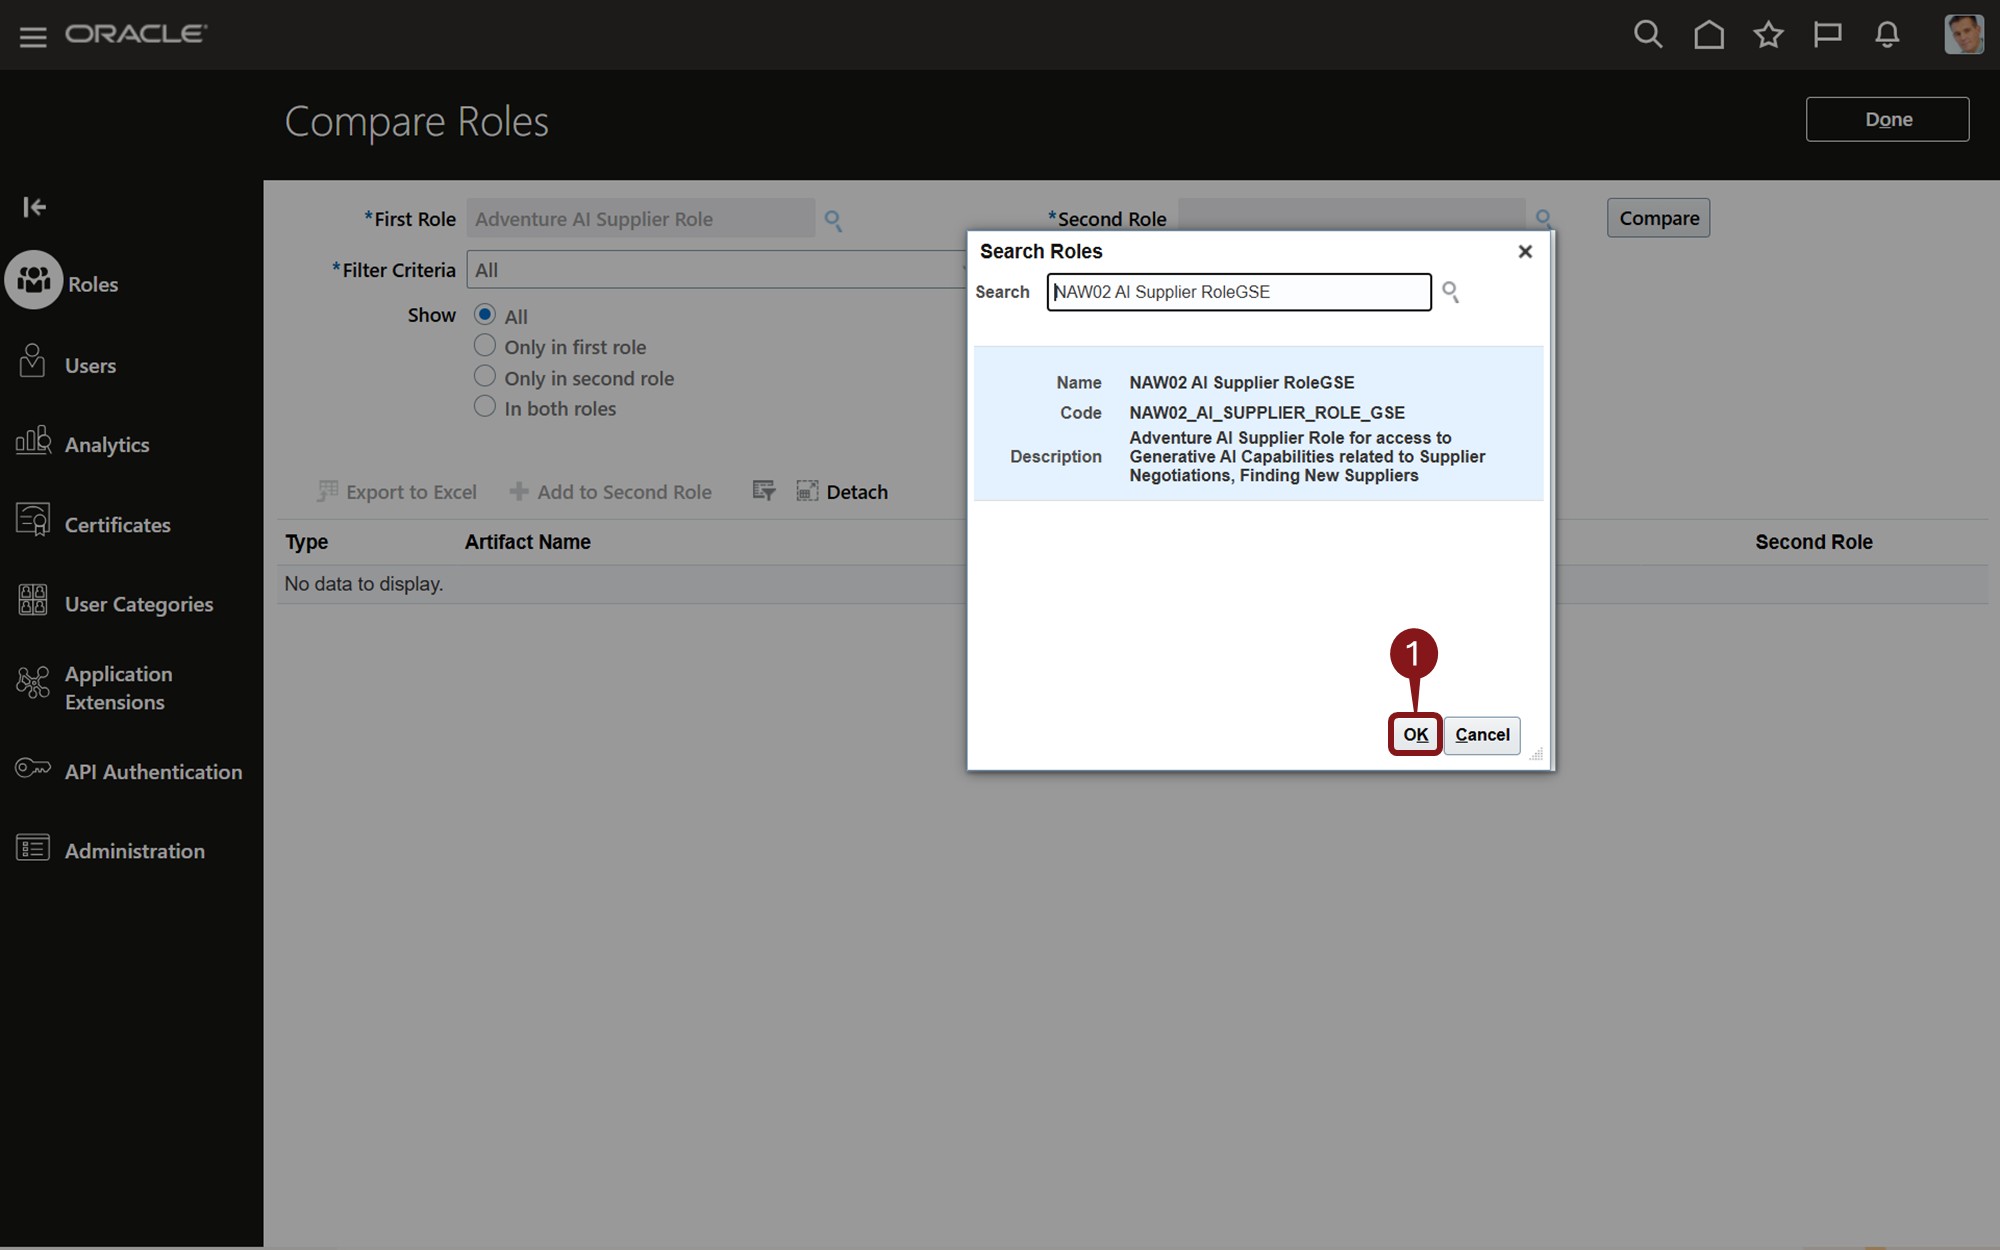 ORACLE
Compare Roles
Done
*First Role Adventure AI Supplier Role
*Second Role
Compare
*Filter Criteria All
Show
All
Only in first role
Only in second role
In both roles
Export to Excel
Add to Second Role
Detach
Type Artifact Name Second Role
No data to display.
Roles
Users
Analytics
Certificates
User Categories
Application
Extensions
API Authentication
Administration
Search Roles
Search NAW02 AI Supplier RoleGSE
Name NAW02 AI Supplier RoleGSE
Code NAW02_AI_SUPPLIER_ROLE_GSE
Description Adventure AI Supplier Role for access to
Generative AI Capabilities related to Supplier
Negotiations, Finding New Suppliers
1
OK Cancel